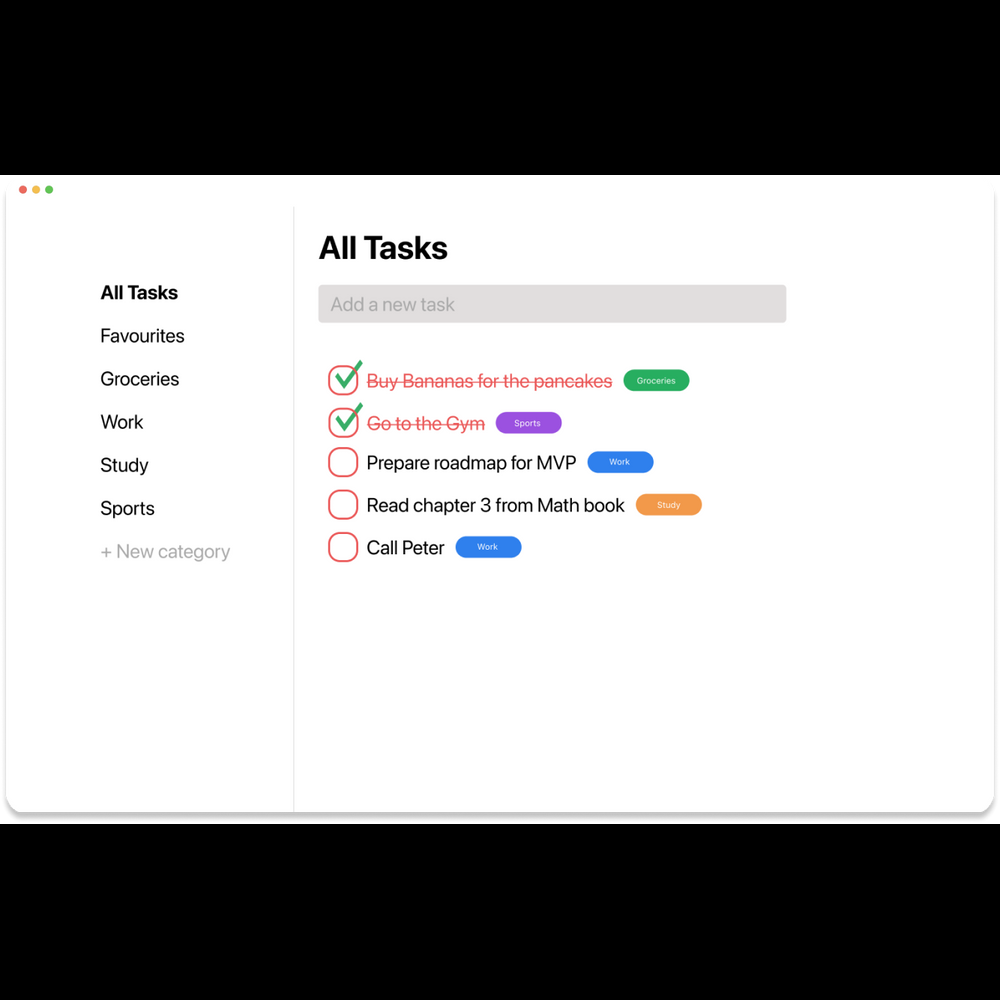 All Tasks
Favourites
Groceries
Work
Study
Sports
+ New category
All Tasks
Add a new task
Buy Bananas for the pancakes Groceries
Go to the Gym Sports
Prepare roadmap for MVP Work
Read chapter 3 from Math book Study
Call Peter Work